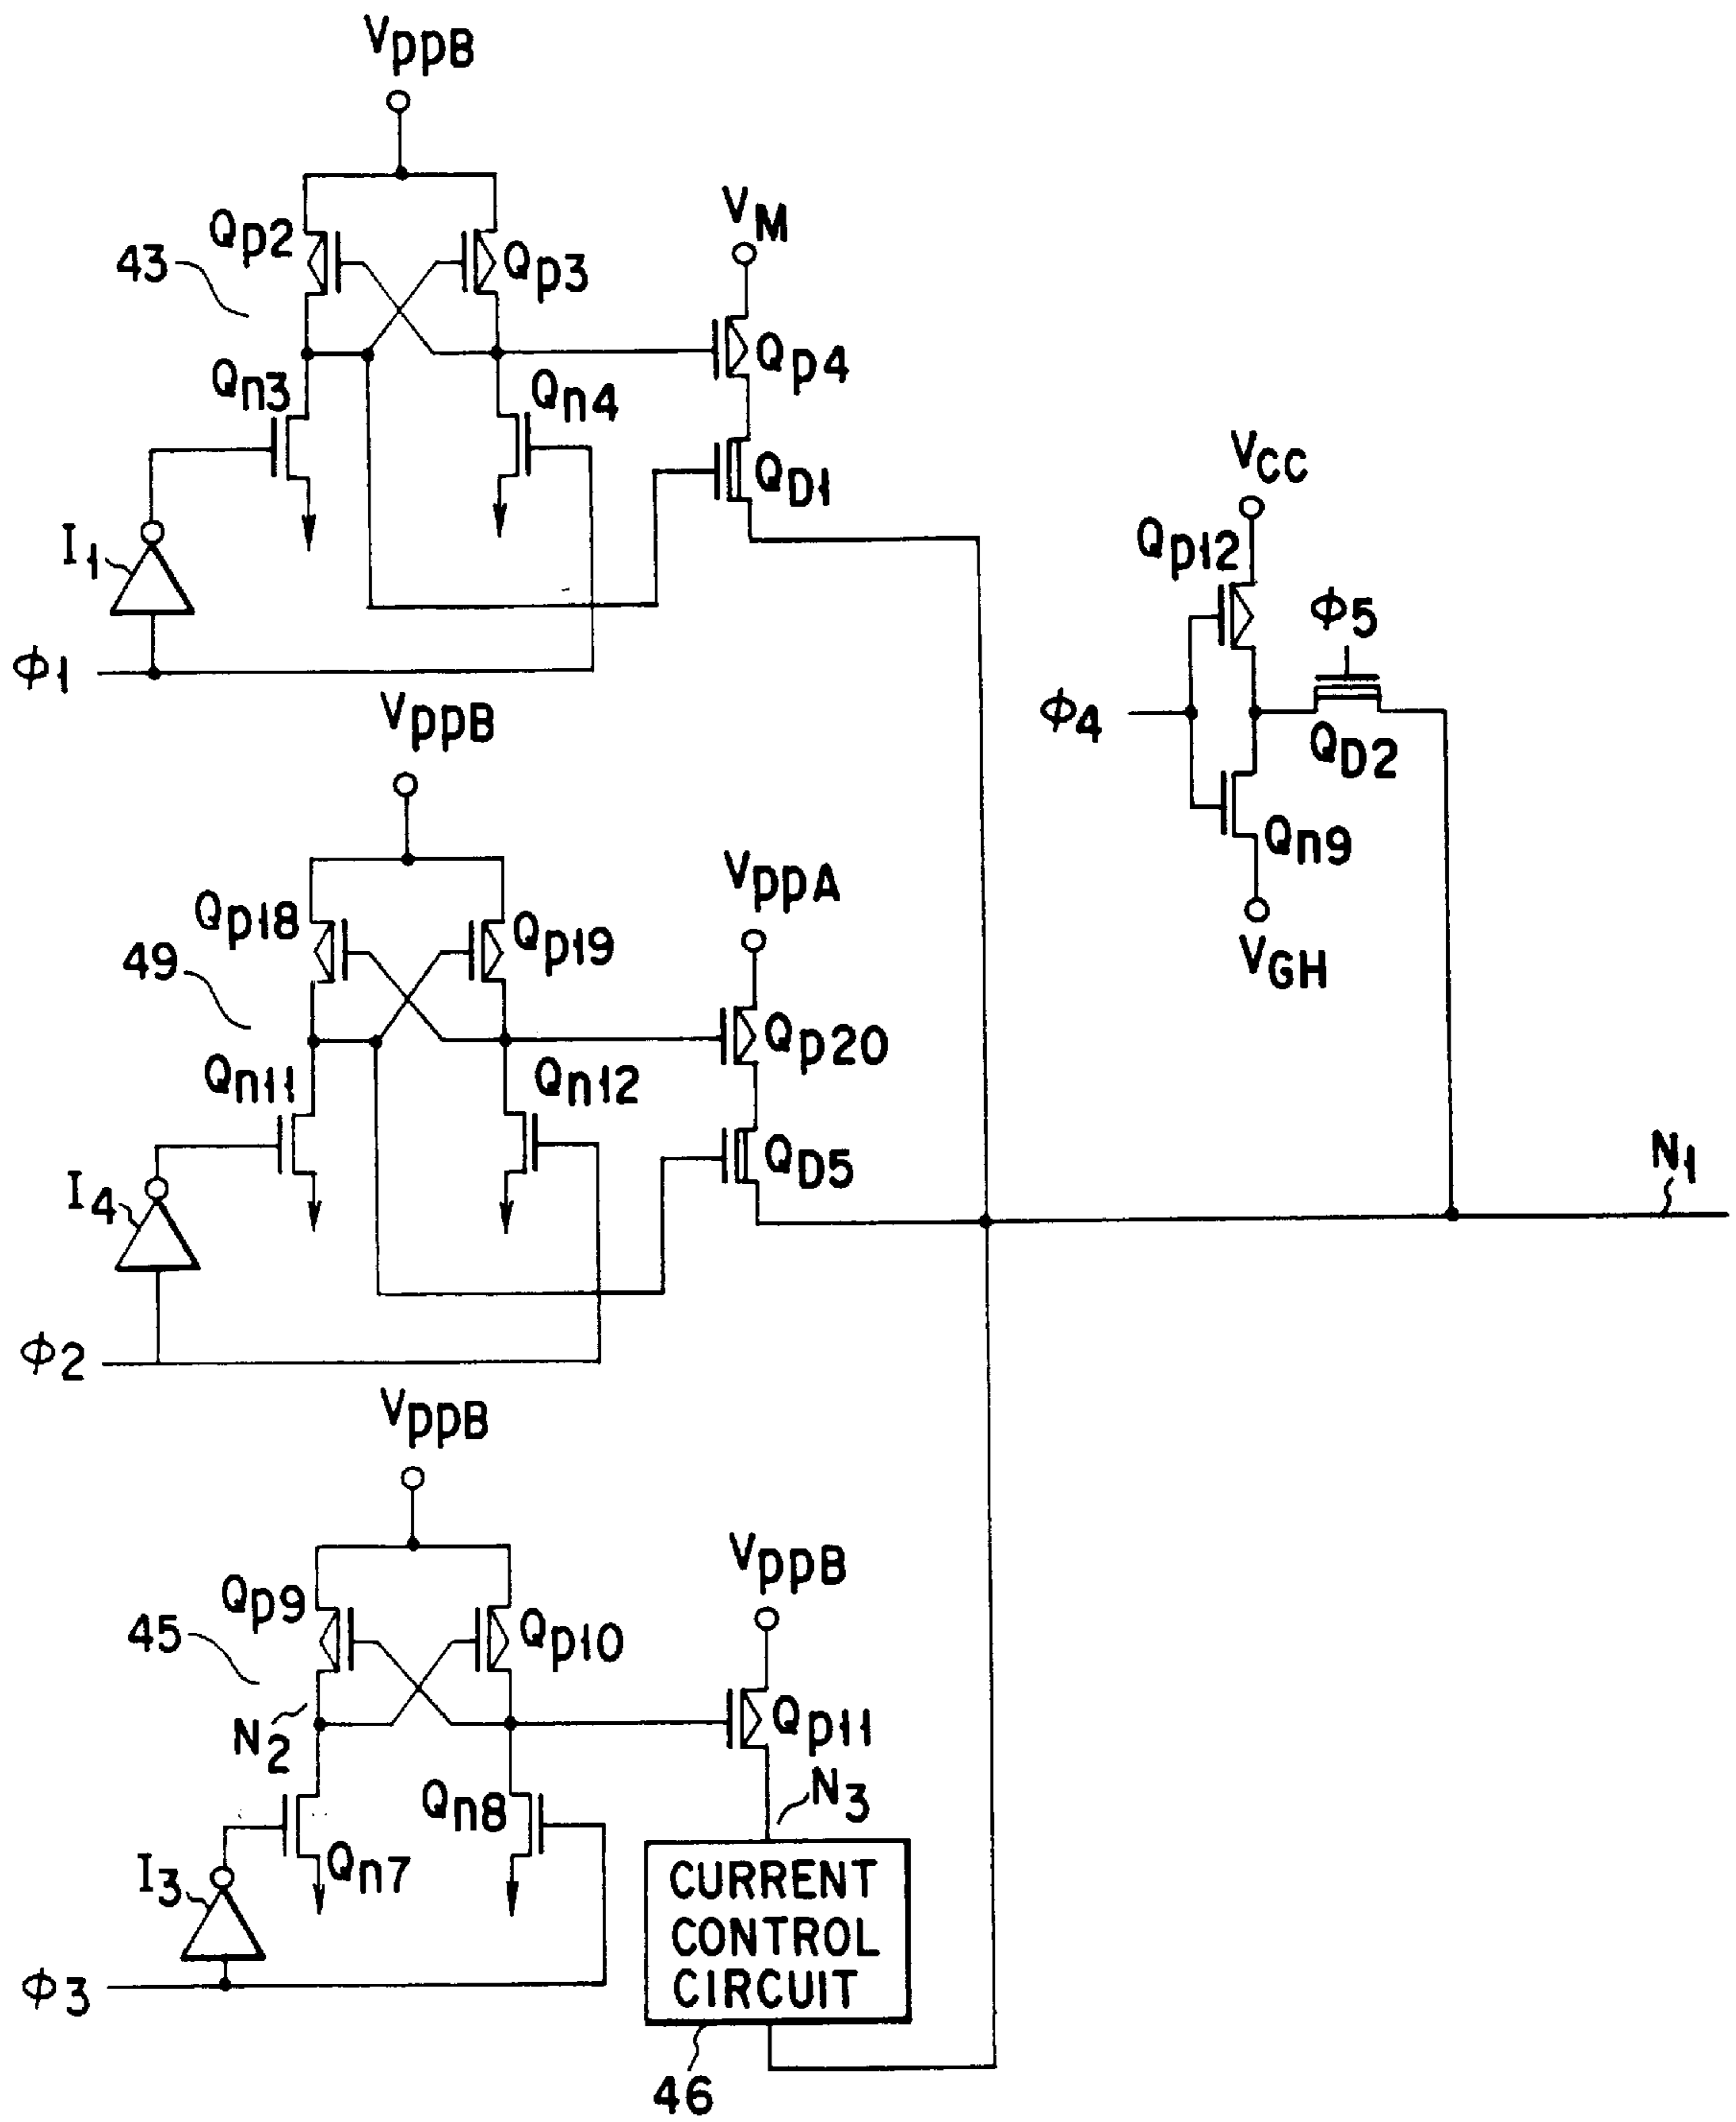 VppB
Qp2
Qp3
43
VM
Qp4
Qn3
Qn4
QD1
I1
Φ1
VCC
Qp12
Φ5
Φ4
QD2
Qn9
VGH
VppB
Qp18
Qp19
49
VppA
Qp20
Qn11
Qn12
QD5
I4
Φ2
N1
VppB
Qp9
Qp10
45
N2
VppB
Qp11
N3
Qn8
Qn7
I3
Φ3
CURRENT
CONTROL
CIRCUIT
46